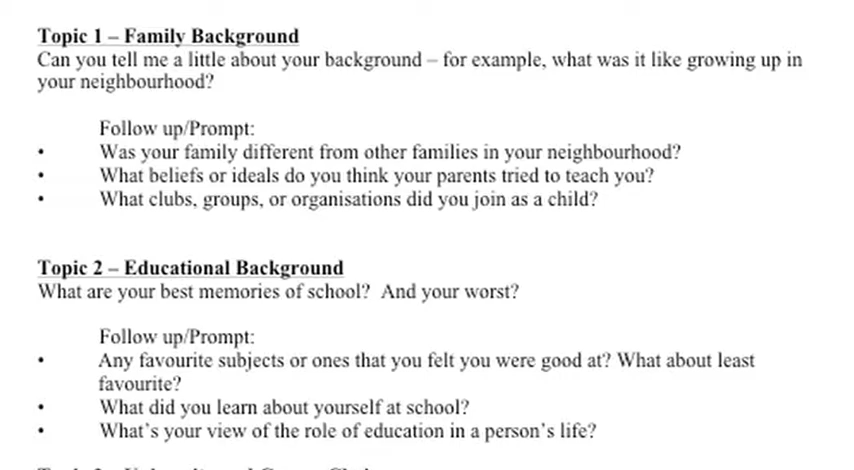 Topic 1 – Family Background
Can you tell me a little about your background – for example, what was it like growing up in
your neighbourhood?
Follow up/Prompt:
• Was your family different from other families in your neighbourhood?
• What beliefs or ideals do you think your parents tried to teach you?
• What clubs, groups, or organisations did you join as a child?
Topic 2 – Educational Background
What are your best memories of school?  And your worst?
Follow up/Prompt:
• Any favourite subjects or ones that you felt you were good at? What about least
favourite?
• What did you learn about yourself at school?
• What's your view of the role of education in a person's life?